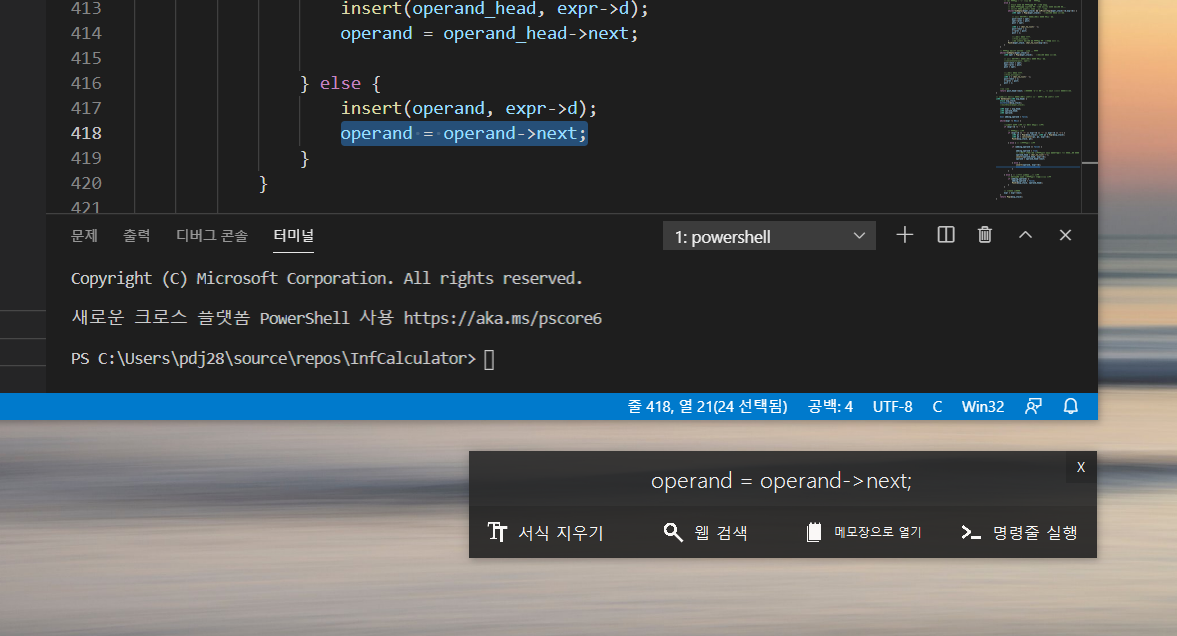 413 insert(operand_head, expr->d);
414 operand = operand_head->next;
415
416 } else {
417 insert(operand, expr->d);
418 operand = operand->next;
419 }
420 }
421
문제 출력 디버그 콘솔 터미널 1: powershell
Copyright (C) Microsoft Corporation. All rights reserved.
새로운 크로스 플랫폼 PowerShell 사용 https://aka.ms/pscore6
PS C:\Users\pdj28\source\repos\InfCalculator>
줄 418, 열 21(24 선택됨) 공백: 4 UTF-8 C Win32
X
operand = operand->next;
서식 지우기 웹 검색 메모장으로 열기 명령줄 실행